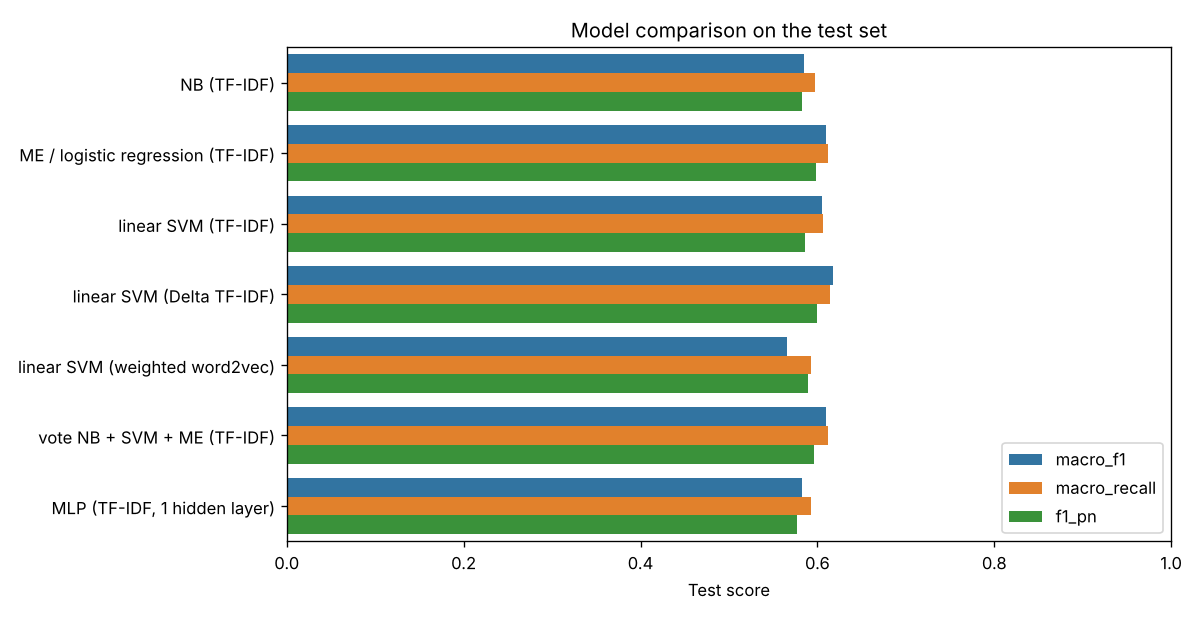 Model comparison on the test set
NB (TF-IDF)
ME / logistic regression (TF-IDF)
linear SVM (TF-IDF)
linear SVM (Delta TF-IDF)
linear SVM (weighted word2vec)
vote NB + SVM + ME (TF-IDF)
MLP (TF-IDF, 1 hidden layer)
macro_f1
macro_recall
f1_pn
0.0 0.2 0.4 0.6 0.8 1.0
Test score